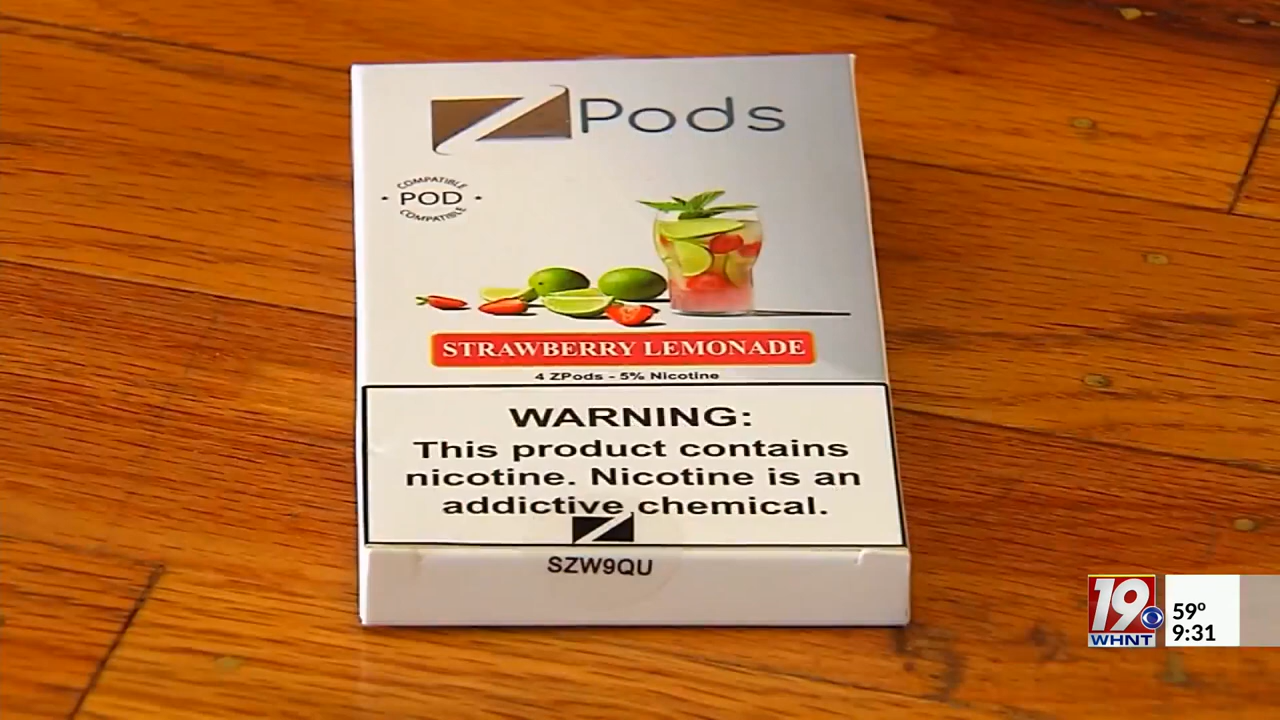 Z Pods
COMPATIBLE
POD
COMPATIBLE
STRAWBERRY LEMONADE
4 ZPods - 5% Nicotine
WARNING:
This product contains
nicotine. Nicotine is an
addictive chemical.
Z
SZW9QU
19
WHNT
59°
9:31